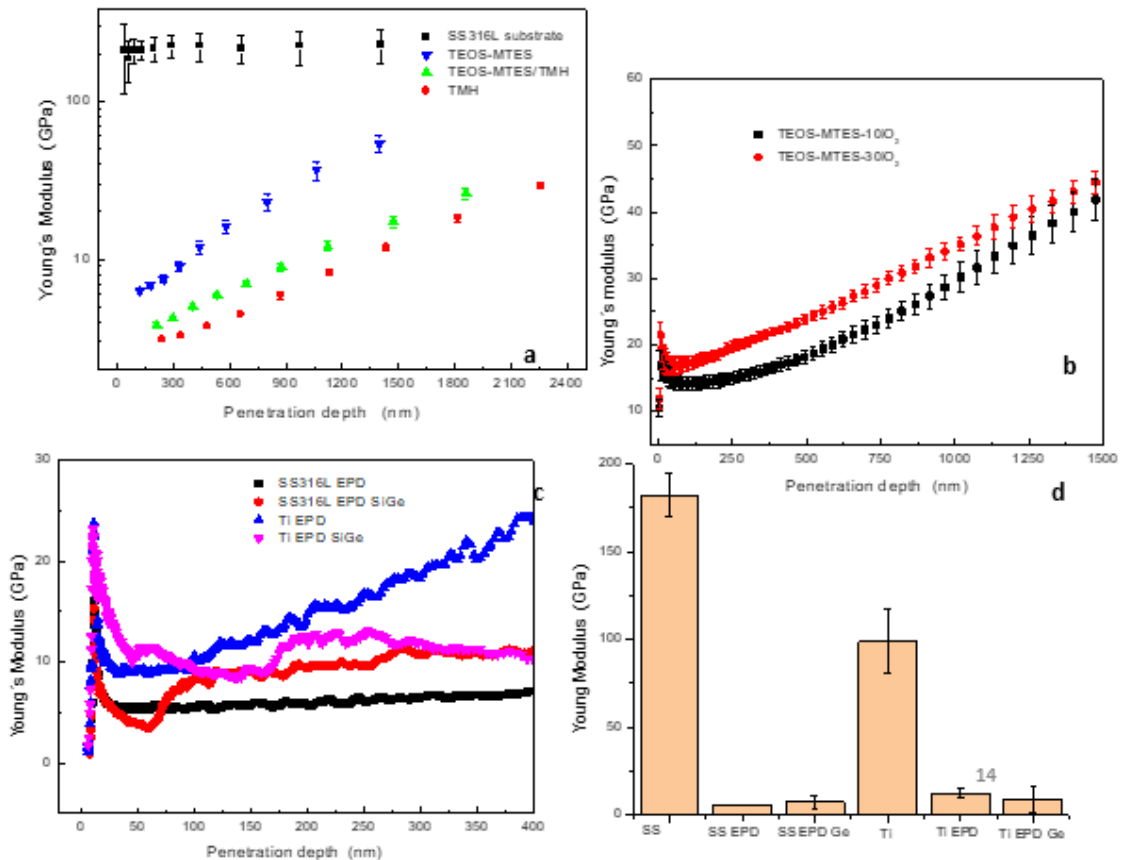 SS316L substrate
TEOS-MTES
TEOS-MTES/TMH
TMH
100
10
Young´s Modulus (GPa)
a
0 300 600 900 1200 1500 1800 2100 2400
Penetration depth (nm)
60
50
40
30
20
10
Young´s modulus (GPa)
TEOS-MTES-10IO2
TEOS-MTES-30IO2
b
0 250 500 750 1000 1250 1500
Penetration depth (nm)
30
20
10
0
Young´s Modulus (GPa)
SS316L EPD
SS316L EPD SiGe
Ti EPD
Ti EPD SiGe
c
0 50 100 150 200 250 300 350 400
Penetration depth (nm)
200
150
100
50
0
Young Modulus (GPa)
d
14
SS SS EPD SS EPD Ge Ti Ti EPD Ti EPD Ge